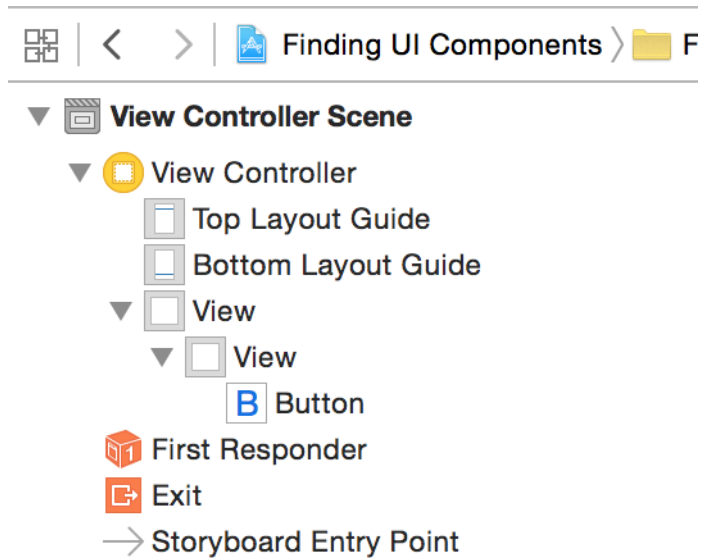 Finding UI Components F
View Controller Scene
View Controller
Top Layout Guide
Bottom Layout Guide
View
View
B Button
1 First Responder
Exit
Storyboard Entry Point